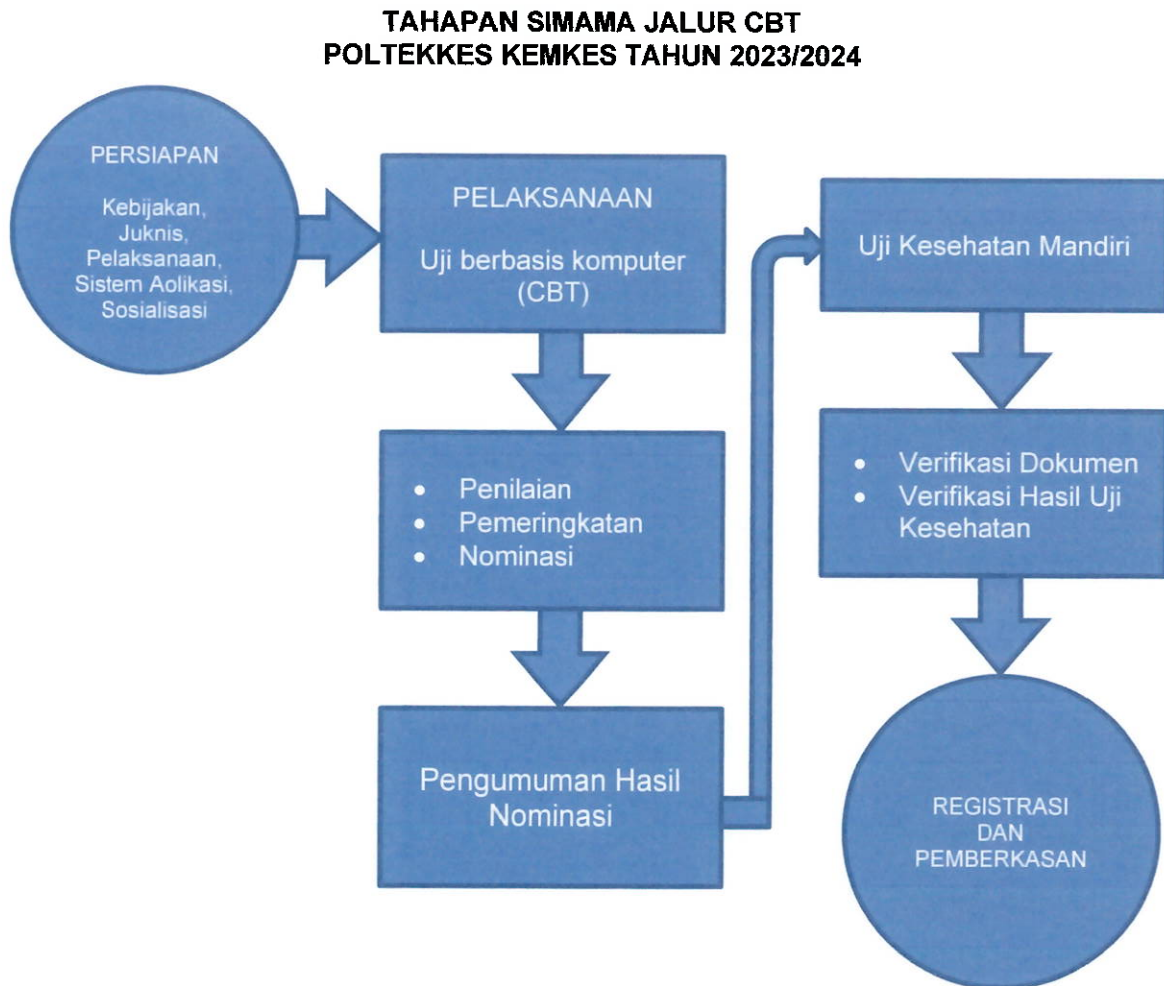 TAHAPAN SIMAMA JALUR CBT
POLTEKKES KEMKES TAHUN 2023/2024
PERSIAPAN
Kebijakan,
Juknis,
Pelaksanaan,
Sistem Aolikasi,
Sosialisasi
PELAKSANAAN
Uji berbasis komputer
(CBT)
• Penilaian
• Pemeringkatan
• Nominasi
Pengumuman Hasil
Nominasi
Uji Kesehatan Mandiri
• Verifikasi Dokumen
• Verifikasi Hasil Uji
Kesehatan
REGISTRASI
DAN
PEMBERKASAN